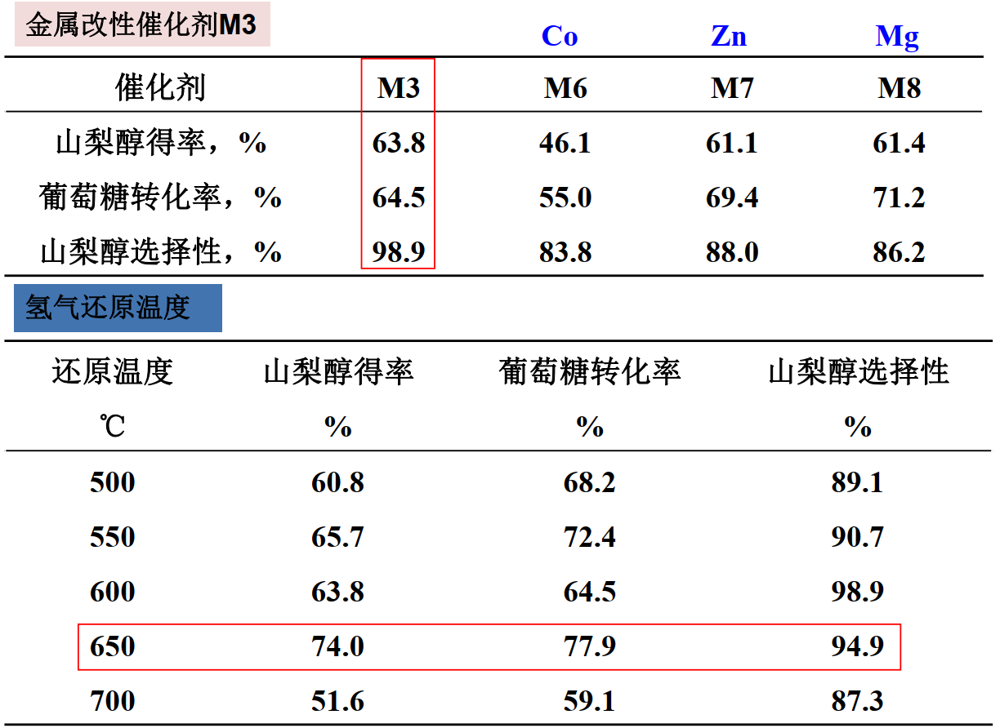 金属改性催化剂M3
Co Zn Mg
催化剂 M3 M6 M7 M8
山梨醇得率，% 63.8 46.1 61.1 61.4
葡萄糖转化率，% 64.5 55.0 69.4 71.2
山梨醇选择性，% 98.9 83.8 88.0 86.2
氢气还原温度
还原温度 山梨醇得率 葡萄糖转化率 山梨醇选择性
℃ % % %
500 60.8 68.2 89.1
550 65.7 72.4 90.7
600 63.8 64.5 98.9
650 74.0 77.9 94.9
700 51.6 59.1 87.3